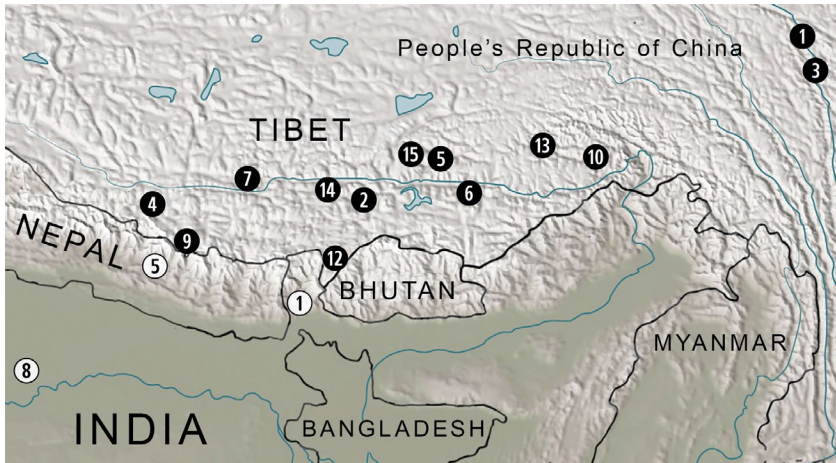 People's Republic of China
1
3
TIBET
15
5
13
10
7
14
2
6
4
9
NEPAL
5
12
1
BHUTAN
MYANMAR
8
INDIA
BANGLADESH